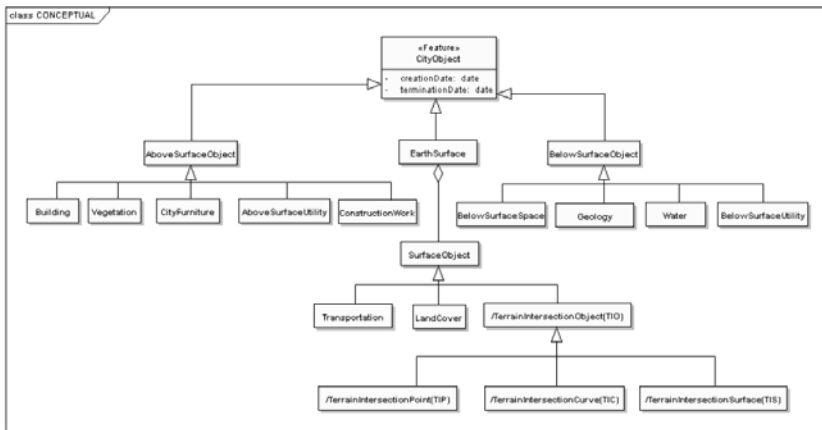 class CONCEPTUAL
«Feature»
CityObject
- creationDate: date
- terminationDate: date
AboveSurfaceObject
EarthSurface
BelowSurfaceObject
Building
Vegetation
CityFurniture
AboveSurfaceUtility
ConstructionWork
BelowSurfaceSpace
Geology
Water
BelowSurfaceUtility
SurfaceObject
Transportation
LandCover
/TerrainIntersectionObject(TIO)
/TerrainIntersectionPoint(TIP)
/TerrainIntersectionCurve(TIC)
/TerrainIntersectionSurface(TIS)